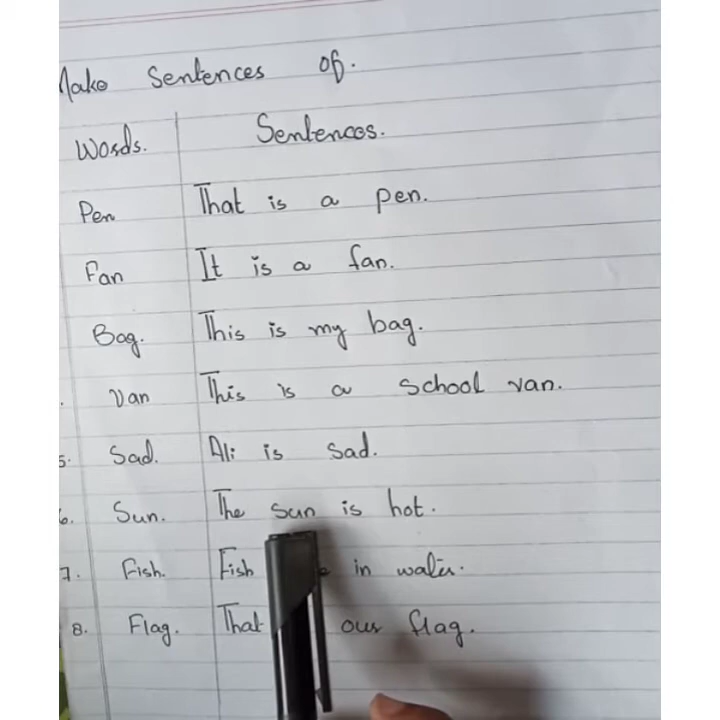 Make Sentences of.
Words. Sentences.
Pen That is a pen.
Fan It is a fan.
Bag. This is my bag.
Van This is a school van.
5. Sad. Ali is sad.
6. Sun. The sun is hot.
7. Fish. Fish in water.
8. Flag. That our flag.